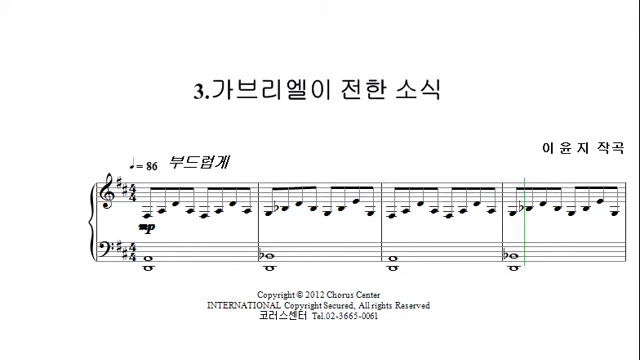 3.가브리엘이 전한 소식
이 윤 지 작곡
♩= 86 부드럽게
mp
Copyright © 2012 Chorus Center
INTERNATIONAL Copyright Secured, All Rights Reserved
코러스센터 Tel.02-3665-0061